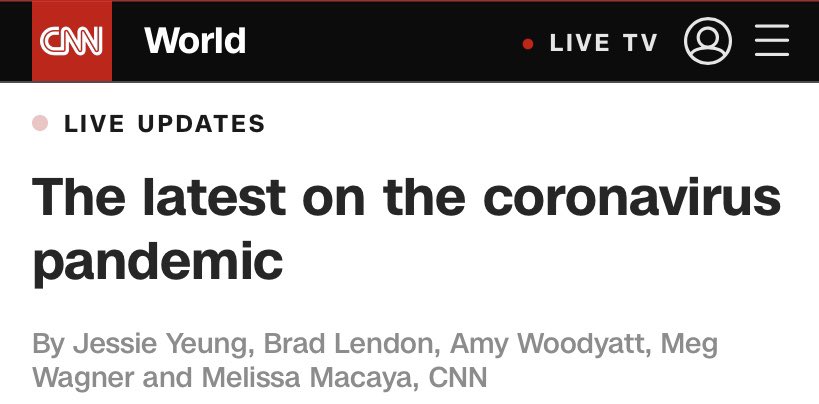 CNN World LIVE TV
LIVE UPDATES
The latest on the coronavirus
pandemic
By Jessie Yeung, Brad Lendon, Amy Woodyatt, Meg
Wagner and Melissa Macaya, CNN